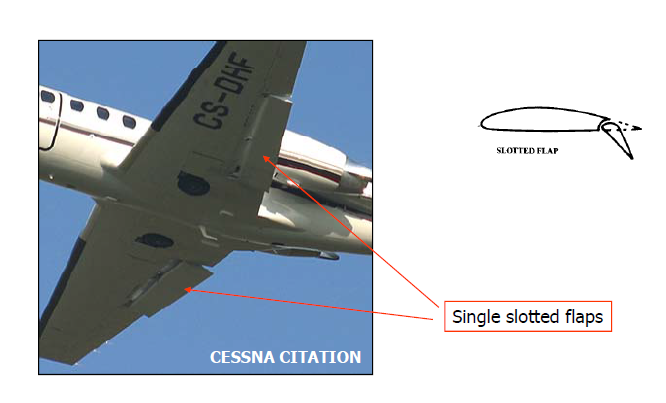 CS-DHF
SLOTTED FLAP
Single slotted flaps
CESSNA CITATION